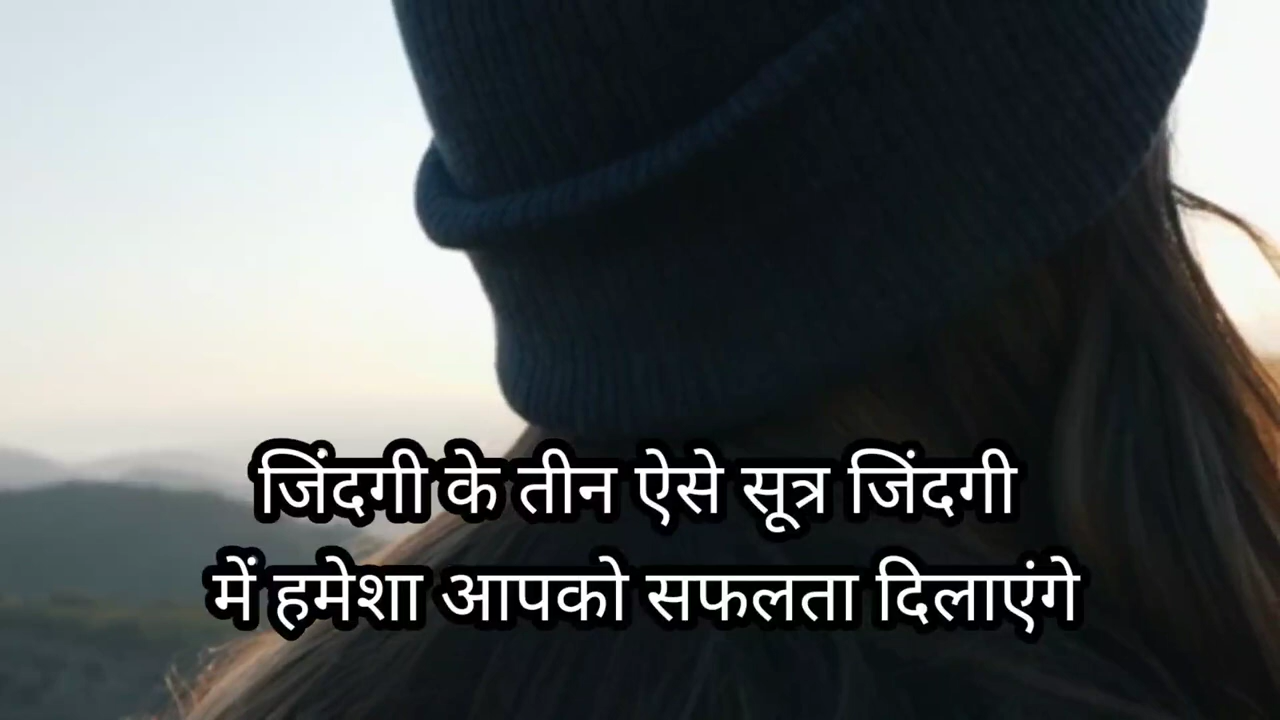 जिंदगी के तीन ऐसे सूत्र जिंदगी
में हमेशा आपको सफलता दिलाएंगे